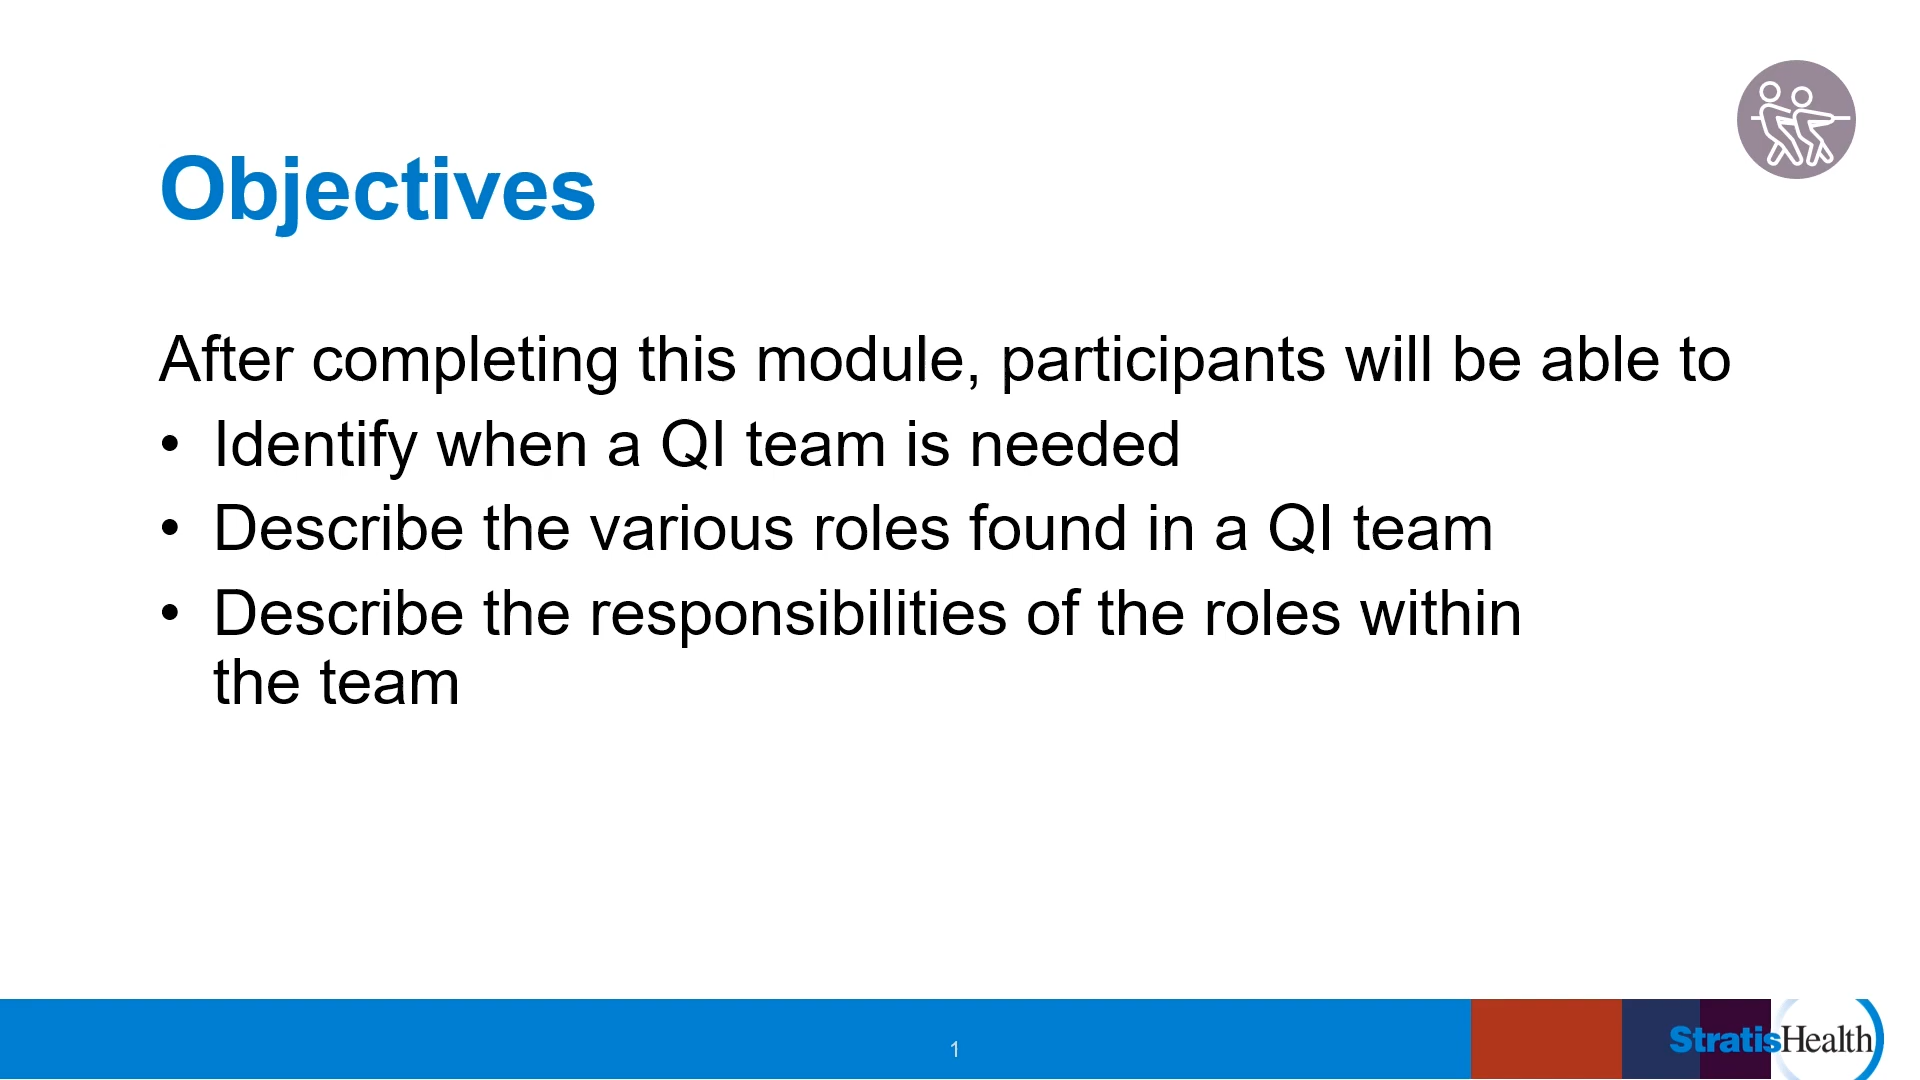 Objectives
After completing this module, participants will be able to
• Identify when a QI team is needed
• Describe the various roles found in a QI team
• Describe the responsibilities of the roles within
the team
1
StratisHealth